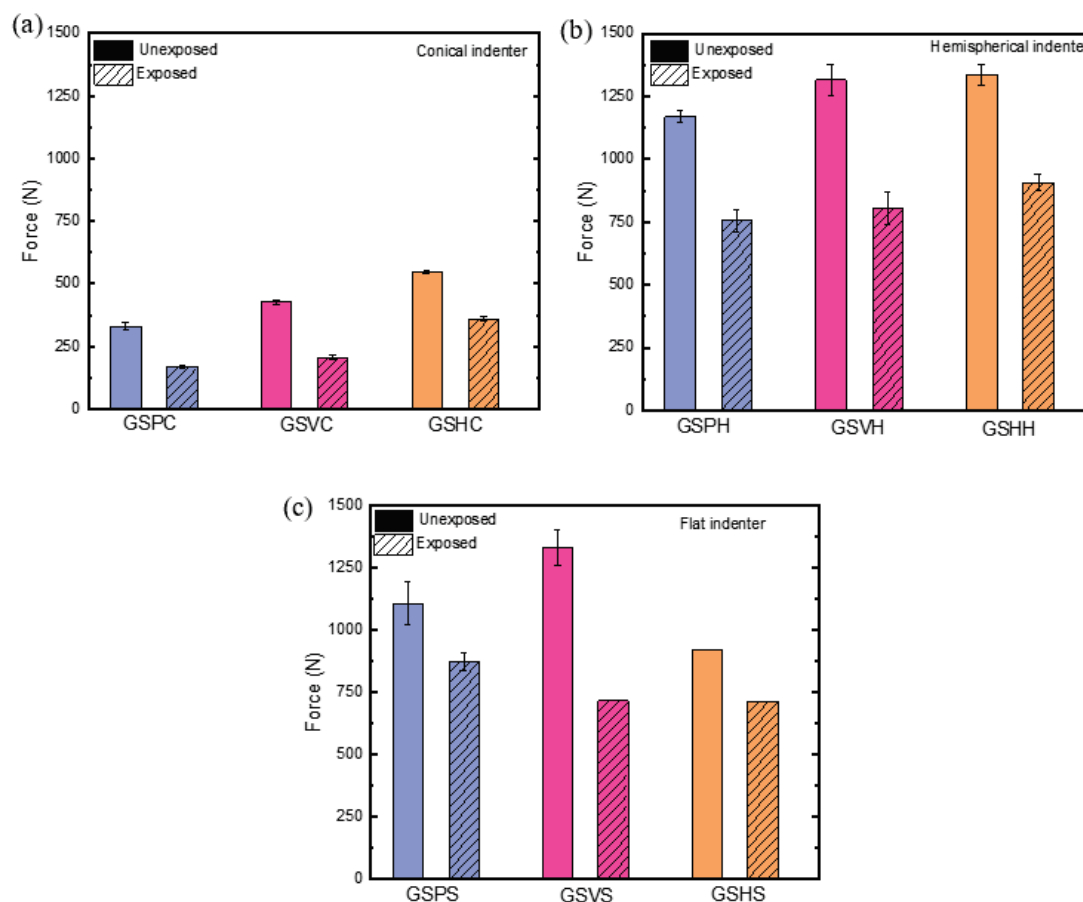 (a)
Unexposed
Exposed
Conical indenter
Force (N)
1500
1250
1000
750
500
250
0
GSPC
GSVC
GSHC
(b)
Unexposed
Exposed
Hemispherical indenter
Force (N)
1500
1250
1000
750
500
250
0
GSPH
GSVH
GSHH
(c)
Unexposed
Exposed
Flat indenter
Force (N)
1500
1250
1000
750
500
250
0
GSPS
GSVS
GSHS